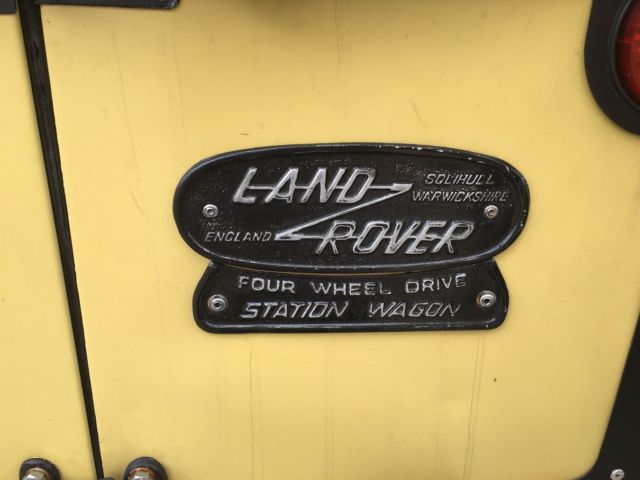 LAND
SOLIHULL
WARWICKSHIRE
ENGLAND
ROVER
FOUR WHEEL DRIVE
STATION WAGON